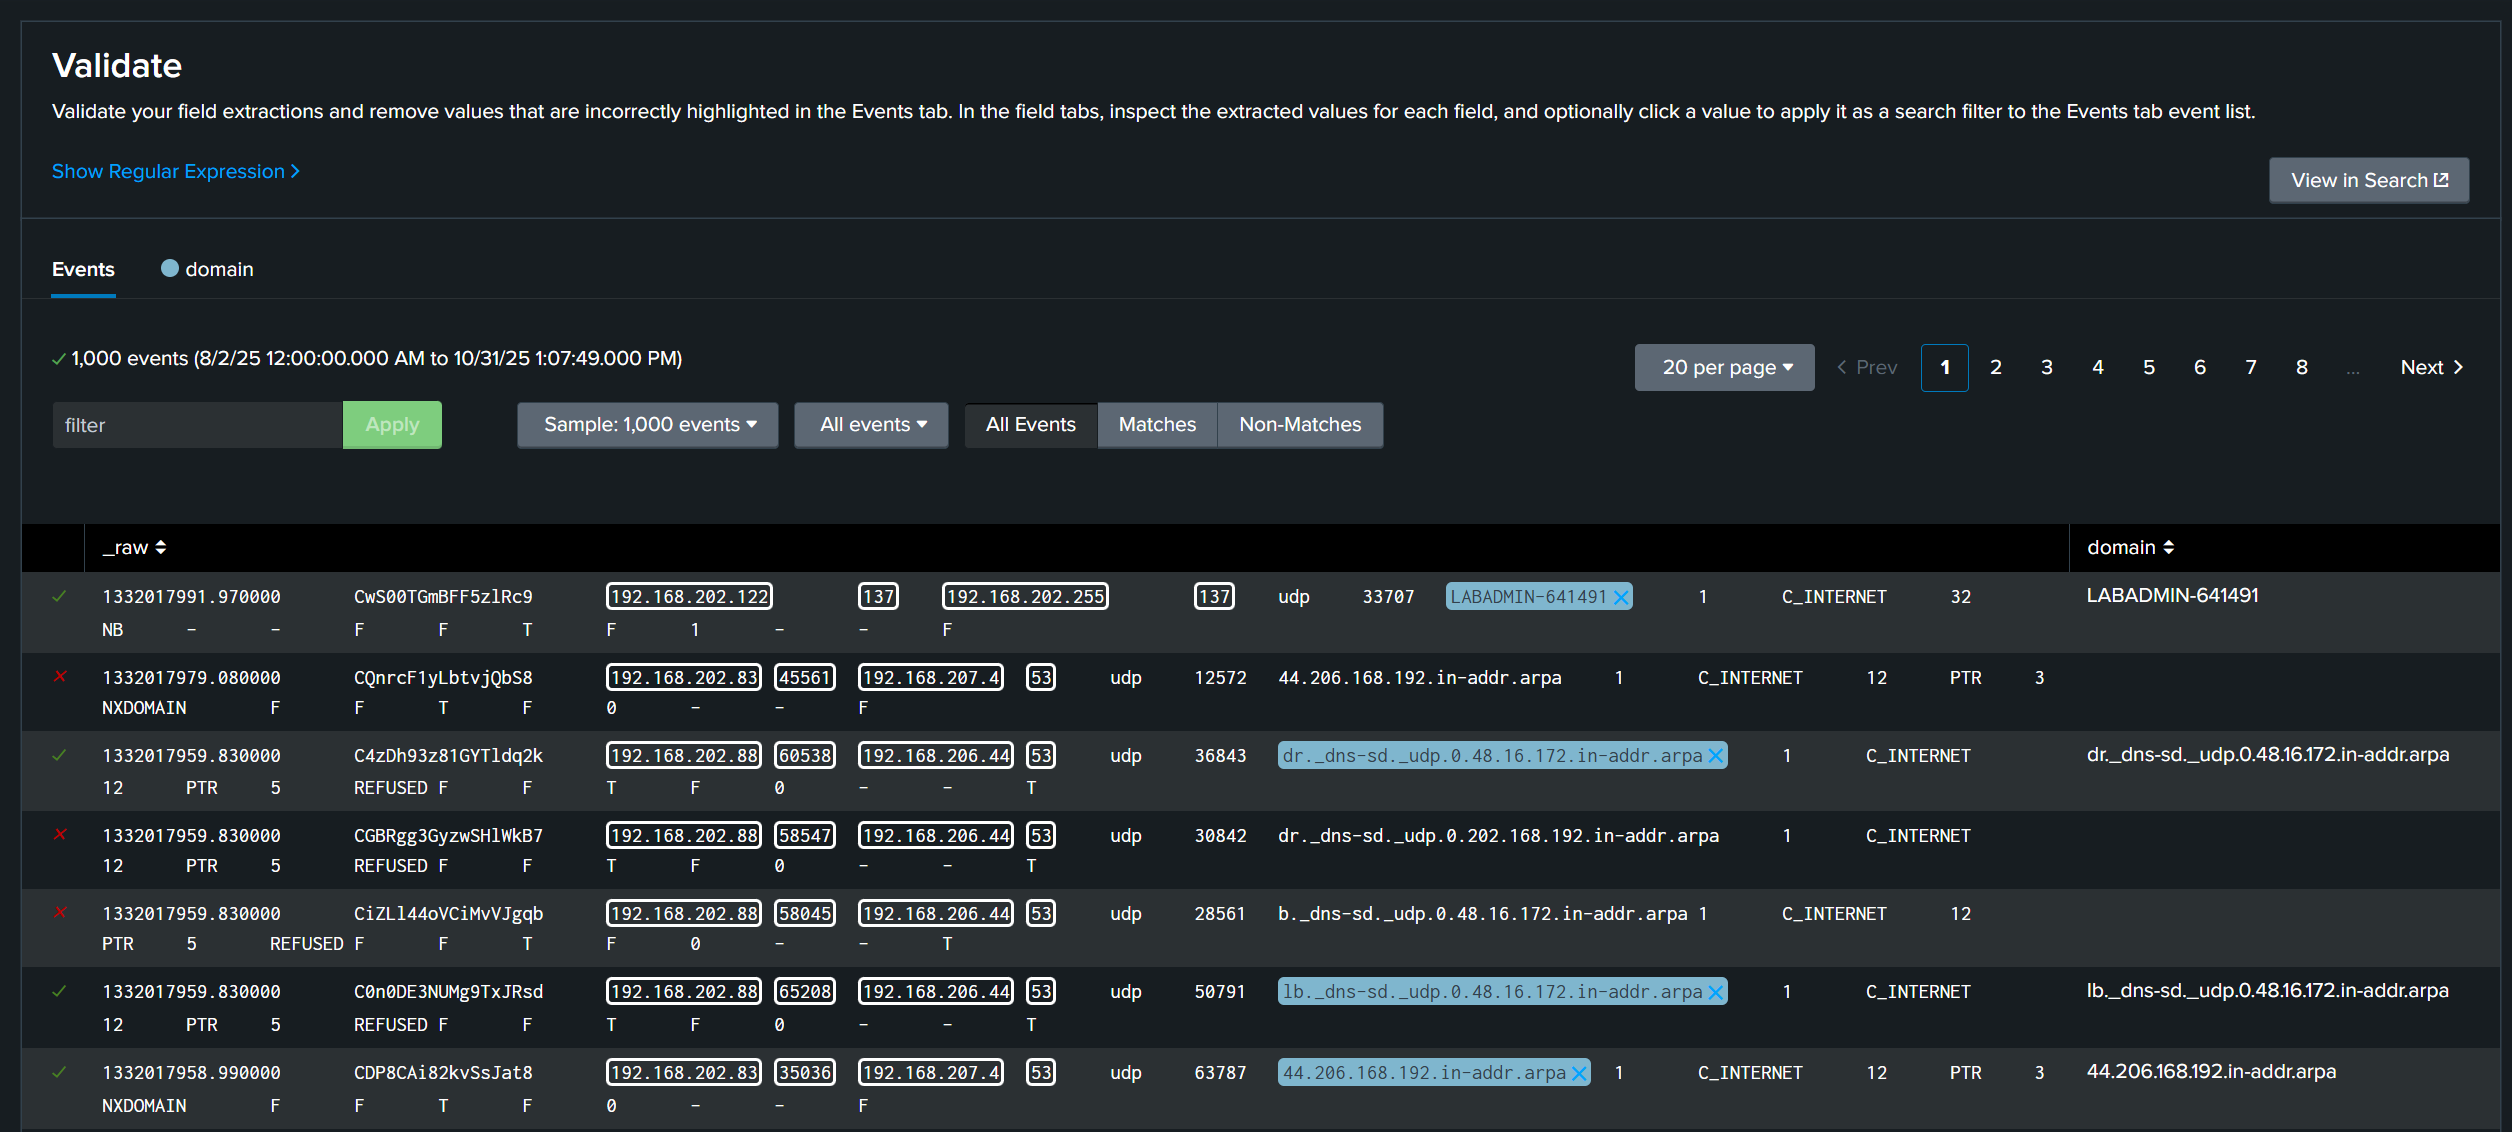 Validate
Validate your field extractions and remove values that are incorrectly highlighted in the Events tab. In the field tabs, inspect the extracted values for each field, and optionally click a value to apply it as a search filter to the Events tab event list.
Show Regular Expression >
View in Search
Events domain
1,000 events (8/2/25 12:00:00.000 AM to 10/31/25 1:07:49.000 PM)
20 per page < Prev 1 2 3 4 5 6 7 8 ... Next >
filter Apply Sample: 1,000 events All events All Events Matches Non-Matches
_raw domain
1332017991.970000 CwS00TGmBFF5zlRc9 192.168.202.122 137 192.168.202.255 137 udp 33707 LABADMIN-641491 1 C_INTERNET 32 LABADMIN-641491
NB - - F F T F 1 - - F
1332017979.080000 CQnrcF1yLbtvjQbS8 192.168.202.83 45561 192.168.207.4 53 udp 12572 44.206.168.192.in-addr.arpa 1 C_INTERNET 12 PTR 3
NXDOMAIN F F T F 0 - - F
1332017959.830000 C4zDh93z81GYTldq2k 192.168.202.88 60538 192.168.206.44 53 udp 36843 dr._dns-sd._udp.0.48.16.172.in-addr.arpa 1 C_INTERNET dr._dns-sd._udp.0.48.16.172.in-addr.arpa
12 PTR 5 REFUSED F F T F 0 - - T
1332017959.830000 CGBRgg3GyzwSHlWkB7 192.168.202.88 58547 192.168.206.44 53 udp 30842 dr._dns-sd._udp.0.202.168.192.in-addr.arpa 1 C_INTERNET
12 PTR 5 REFUSED F F T F 0 - - T
1332017959.830000 CiZLl44oVCiMvVJgqb 192.168.202.88 58045 192.168.206.44 53 udp 28561 b._dns-sd._udp.0.48.16.172.in-addr.arpa 1 C_INTERNET 12
PTR 5 REFUSED F F T F 0 - - T
1332017959.830000 C0n0DE3NUMg9TxJRsd 192.168.202.88 65208 192.168.206.44 53 udp 50791 lb._dns-sd._udp.0.48.16.172.in-addr.arpa 1 C_INTERNET lb._dns-sd._udp.0.48.16.172.in-addr.arpa
12 PTR 5 REFUSED F F T F 0 - - T
1332017958.990000 CDP8CAi82kvSsJat8 192.168.202.83 35036 192.168.207.4 53 udp 63787 44.206.168.192.in-addr.arpa 1 C_INTERNET 12 PTR 3 44.206.168.192.in-addr.arpa
NXDOMAIN F F T F 0 - - F